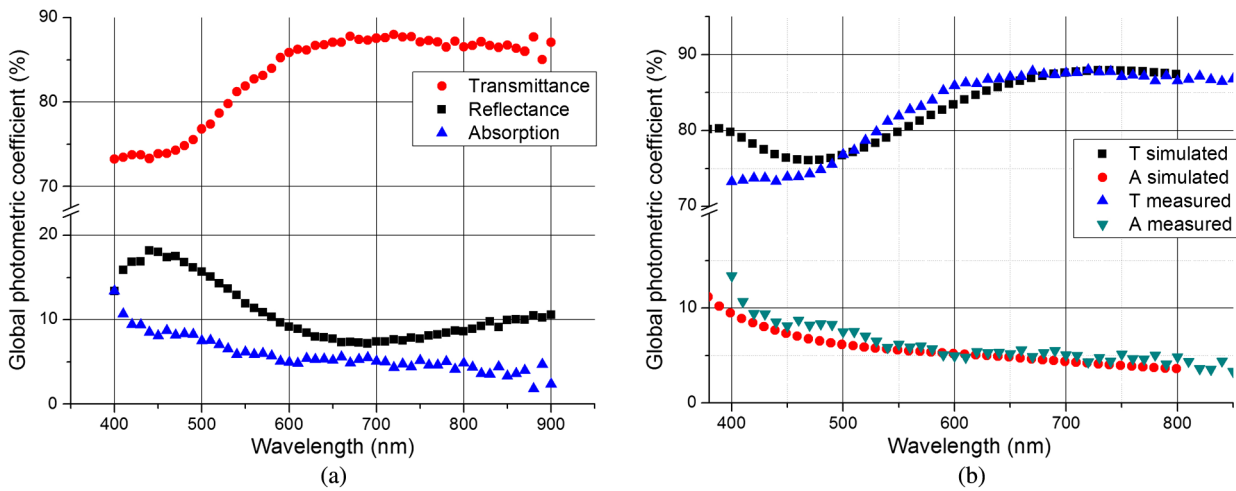 Global photometric coefficient (%)
90
80
70
20
10
0
Transmittance
Reflectance
Absorption
400 500 600 700 800 900
Wavelength (nm)
(a)
Global photometric coefficient (%)
90
80
70
10
0
T simulated
A simulated
T measured
A measured
400 500 600 700 800
Wavelength (nm)
(b)